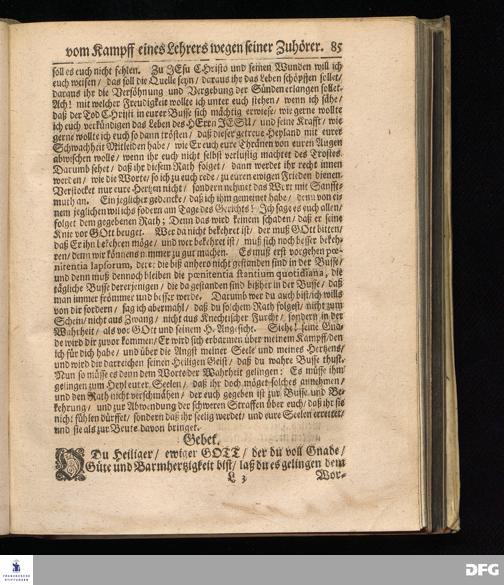 vom Kampff eines Lehrers wegen seiner Zuhörer. 85
soll es euch nicht fehlen. Zu JEsu CHristo und seinen Wunden will ich
euch weisen / das soll die Quelle seyn / daraus ihr das Leben schöpffen sollet /
daraus ihr die Versöhnung und Vergebung der Sünden erlangen sollet.
Ach! mit welcher Freudigkeit wollte ich unter euch stehen / wenn ich sähe /
daß der Tod CHristi in eurer Busse sich mächtig erwiese / wie gerne wollte
ich euch verkündigen das Leben des HErrn JESU / und seine Krafft / wie
gerne wollte ich euch so dann trösten / daß dieser getreue Heyland mit eurer
Schwachheit Mitleiden habe / wie Er euch eure Thränen von euren Augen
abwischen wolle / wenn ihr euch nicht selbst verlustig machtet des Trostes.
Darumb sehet / daß ihr diesem Rath folget / dann werdet ihr recht innen
werden / wie die Worte / so ich zu euch rede / zu euren ewigen Frieden dienen.
Verstocket nur eure Hertzen nicht / sondern nehmet das Wort mit Sanfft-
muth an. Ein jeglicher gedencke / daß ich ihm gemeinet habe / denn von ei-
nem jeglichen wil ichs fodern am Tage des Gerichts! Ich sage es euch allen /
folget dem gegebenen Rath; Denn das wird keinem schaden / daß er seine
Knie vor GOtt beuget. Wer da nicht bekehret ist / der muß GOtt bitten /
daß Er ihn bekehren möge / und wer bekehret ist / muß sich noch besser bekeh-
ren / denn wir können s immer zu gut machen. Es muß erst vorgehen pœ-
nitentia lapsorum, derer die biß anhero nicht gestanden sind in der Busse /
und denn muß dennoch bleiben die pœnitentia stantium quotidiana, die
tägliche Busse dererjenigen / die da gestanden sind bißher in der Busse / daß
man immer frömmer und besser werde. Darumb wer du auch bist / ich wills
von dir fordern / sag ich abermahl / daß du solchem Rath folgest / nicht zum
Schein / nicht aus Zwang / nicht aus Knechtischer Furcht / sondern in der
Wahrheit / als vor GOtt und seinem H. Angesicht. Siehe! seine Gna-
de wird dir zuvor kommen / Er wird sich erbarmen über meinem Kampff / den
ich für dich habe / und über die Angst meiner Seele und meines Hertzens /
und wird dir darreichen seinen Heiligen Geist / daß du wahre Busse thust.
Nun so müsse es dann dem Worte der Wahrheit gelingen: Es müsse ihm
gelingen zum Heyl eurer Seelen / daß ihr doch möget solches annehmen /
und den Rath nicht verschmähen / der euch gegeben ist zur Busse und Be-
kehrung / und zur Abwendung der schweren Straffen über euch / daß ihr sie
nicht fühlen dürffet / sondern daß ihr seelig werdet / und eure Seelen errettet /
und sie als zur Beute davon bringet.
Gebet.
DU Heiliger / ewiger GOTT / der du voll Gnade /
Güte und Barmhertzigkeit bist / laß du es gelingen dem
L 3 Wor-
FRANCKESCHE
STIFTUNGEN
DFG